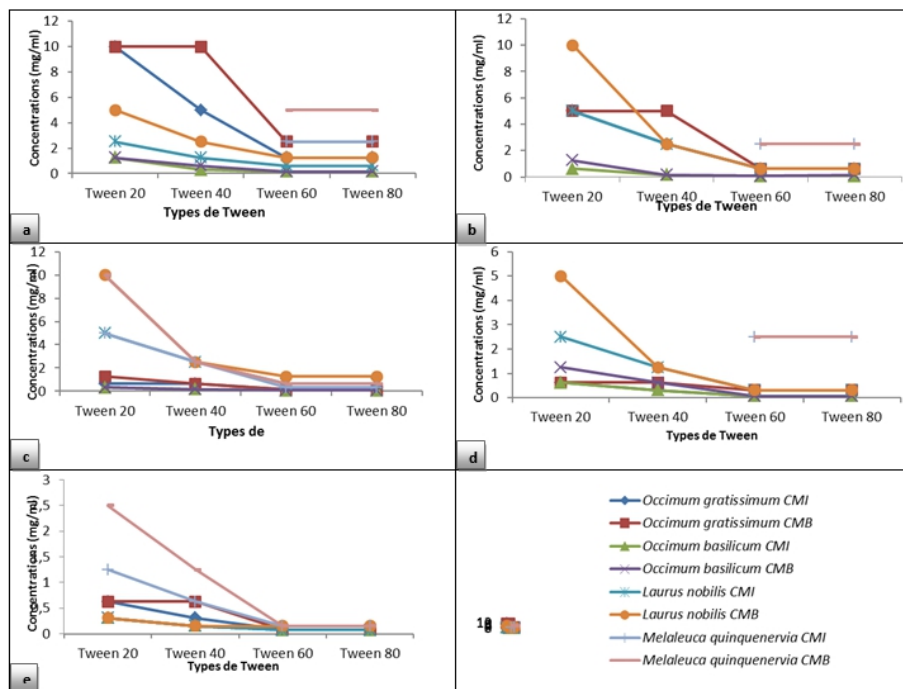 Concentrations (mg/ml)
12
10
8
6
4
2
0
Tween 20 Tween 40 Tween 60 Tween 80
Types de Tween
a
Concentrations (mg/ml)
12
10
8
6
4
2
0
Tween 20 Tween 40 Tween 60 Tween 80
Types de Tween
b
Concentrations (mg/ml)
12
10
8
6
4
2
0
Tween 20 Tween 40 Tween 60 Tween 80
Types de
c
Concentrations (mg/ml)
6
5
4
3
2
1
0
Tween 20 Tween 40 Tween 60 Tween 80
Types de Tween
d
Concentrations (mg/ml)
3
2,5
2
1,5
1
0,5
0
Tween 20 Tween 40 Tween 60 Tween 80
Types de Tween
e
Occimum gratissimum CMI
Occimum gratissimum CMB
Occimum basilicum CMI
Occimum basilicum CMB
Laurus nobilis CMI
Laurus nobilis CMB
Melaleuca quinquenervia CMI
Melaleuca quinquenervia CMB